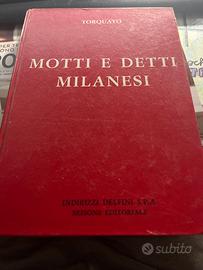 TORQUATO
MOTTI E DETTI
MILANESI
INDIRIZZI DELFINI S.P.A.
SEZIONE EDITORIALE
subito